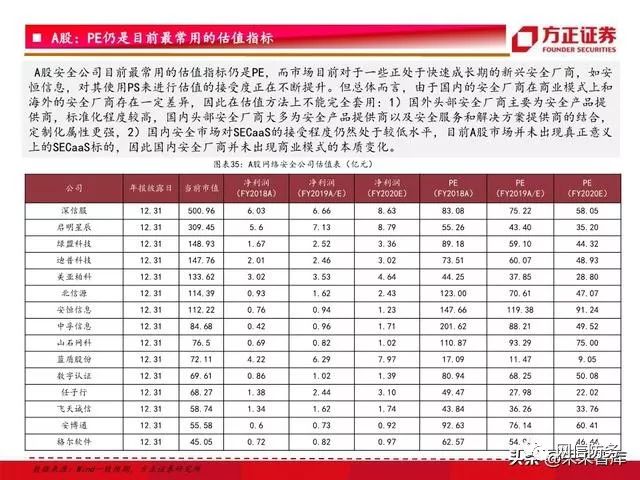 A股：PE仍是目前最常用的估值指标
方正证券
FOUNDER SECURITIES
A股安全公司目前最常用的估值指标仍是PE，而市场目前对于一些正处于快速成长期的新兴安全厂商，如安
恒信息，对其使用PS来进行估值的接受度正在不断提升。但总体而言，由于国内的安全厂商在商业模式上和
海外的安全厂商存在一定差异，因此在估值方法上不能完全套用：1）国外头部安全厂商主要为安全产品提
供商，标准化程度较高，国内头部安全厂商大多为安全产品提供商以及安全服务和解决方案提供商的结合，
定制化属性更强，2）国内安全市场对SECaaS的接受程度仍然处于较低水平，目前A股市场并未出现真正意义
上的SECaaS标的，因此国内安全厂商并未出现商业模式的本质变化。
图表35：A股网络安全公司估值表（亿元）
公司 年报披露日 当前市值 净利润（FY2018A） 净利润（FY2019A/E） 净利润（FY2020E） PE（FY2018A） PE（FY2019A/E） PE（FY2020E）
深信服 12.31 500.96 6.03 6.66 8.63 83.08 75.22 58.05
启明星辰 12.31 309.45 5.6 7.13 8.79 55.26 43.40 35.20
绿盟科技 12.31 148.93 1.67 2.52 3.36 89.18 59.10 44.32
迪普科技 12.31 147.76 2.01 2.46 3.02 73.51 60.07 48.93
美亚柏科 12.31 133.62 3.02 3.53 4.64 44.25 37.85 28.80
北信源 12.31 114.39 0.93 1.62 2.43 123.00 70.61 47.07
安恒信息 12.31 112.22 0.76 0.94 1.23 147.66 119.38 91.24
中孚信息 12.31 84.68 0.42 0.96 1.71 201.62 88.21 49.52
山石网科 12.31 76.5 0.69 0.82 1.02 110.87 93.29 75.00
蓝盾股份 12.31 72.11 4.22 6.29 7.97 17.09 11.47 9.05
数字认证 12.31 69.61 0.86 1.02 1.39 80.94 68.25 50.08
任子行 12.31 68.27 1.38 2.44 3.10 49.47 27.98 22.02
飞天诚信 12.31 58.74 1.34 1.62 1.74 43.84 36.26 33.76
安博通 12.31 55.58 0.6 0.73 0.92 92.63 76.14 60.41
格尔软件 12.31 45.05 0.72 0.82 0.97 62.57 46.44
数据来源：Wind一致预期，方正证券研究所
网信防务
头条@未来智库